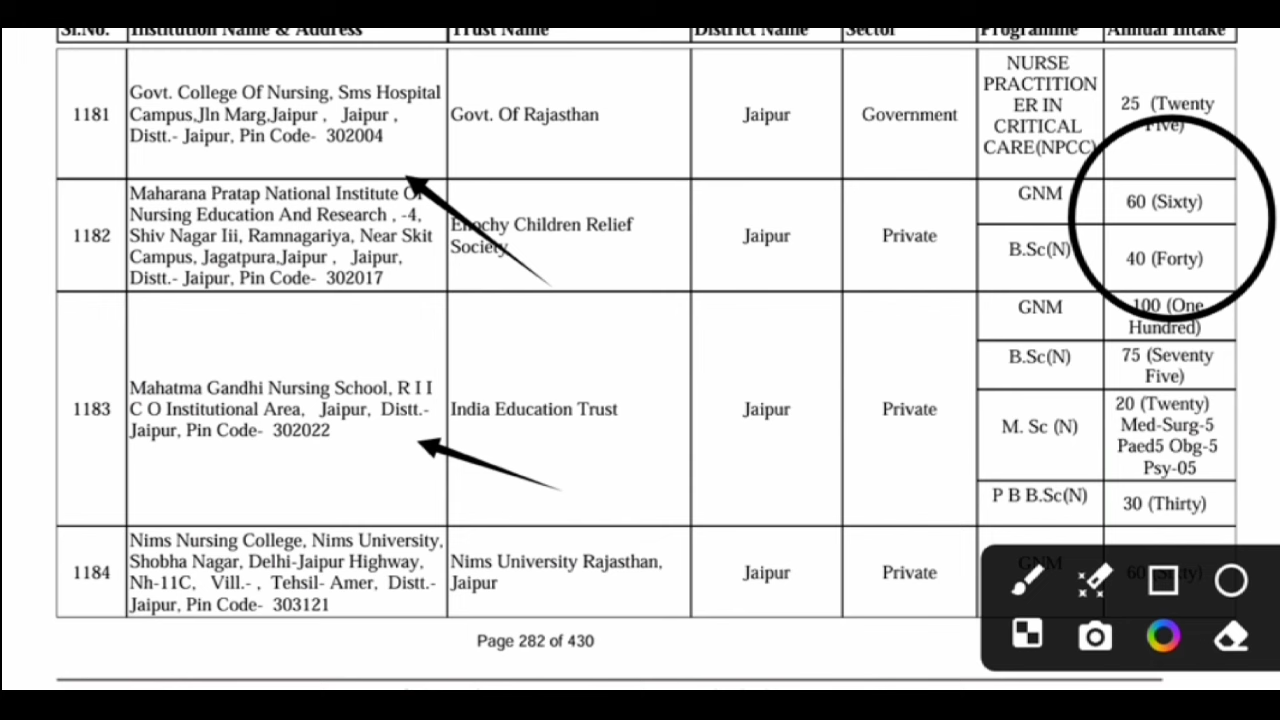 Sl.No. Institution Name & Address Trust Name District Name Sector Programme Annual Intake
1181
Govt. College Of Nursing, Sms Hospital
Campus,Jln Marg,Jaipur , Jaipur ,
Distt.- Jaipur, Pin Code- 302004
Govt. Of Rajasthan
Jaipur
Government
NURSE
PRACTITION
ER IN
CRITICAL
CARE(NPCC)
25 (Twenty
Five)
1182
Maharana Pratap National Institute Of
Nursing Education And Research , -4,
Shiv Nagar Iii, Ramnagariya, Near Skit
Campus, Jagatpura,Jaipur , Jaipur,
Distt.- Jaipur, Pin Code- 302017
Enochy Children Relief
Society
Jaipur
Private
GNM
60 (Sixty)
B.Sc(N)
40 (Forty)
1183
Mahatma Gandhi Nursing School, R I I
C O Institutional Area, Jaipur, Distt.-
Jaipur, Pin Code- 302022
India Education Trust
Jaipur
Private
GNM
100 (One
Hundred)
B.Sc(N)
75 (Seventy
Five)
M. Sc (N)
20 (Twenty)
Med-Surg-5
Paed5 Obg-5
Psy-05
P B B.Sc(N)
30 (Thirty)
1184
Nims Nursing College, Nims University,
Shobha Nagar, Delhi-Jaipur Highway,
Nh-11C, Vill.- , Tehsil- Amer, Distt.-
Jaipur, Pin Code- 303121
Nims University Rajasthan,
Jaipur
Jaipur
Private
GNM
60 (Sixty)
Page 282 of 430